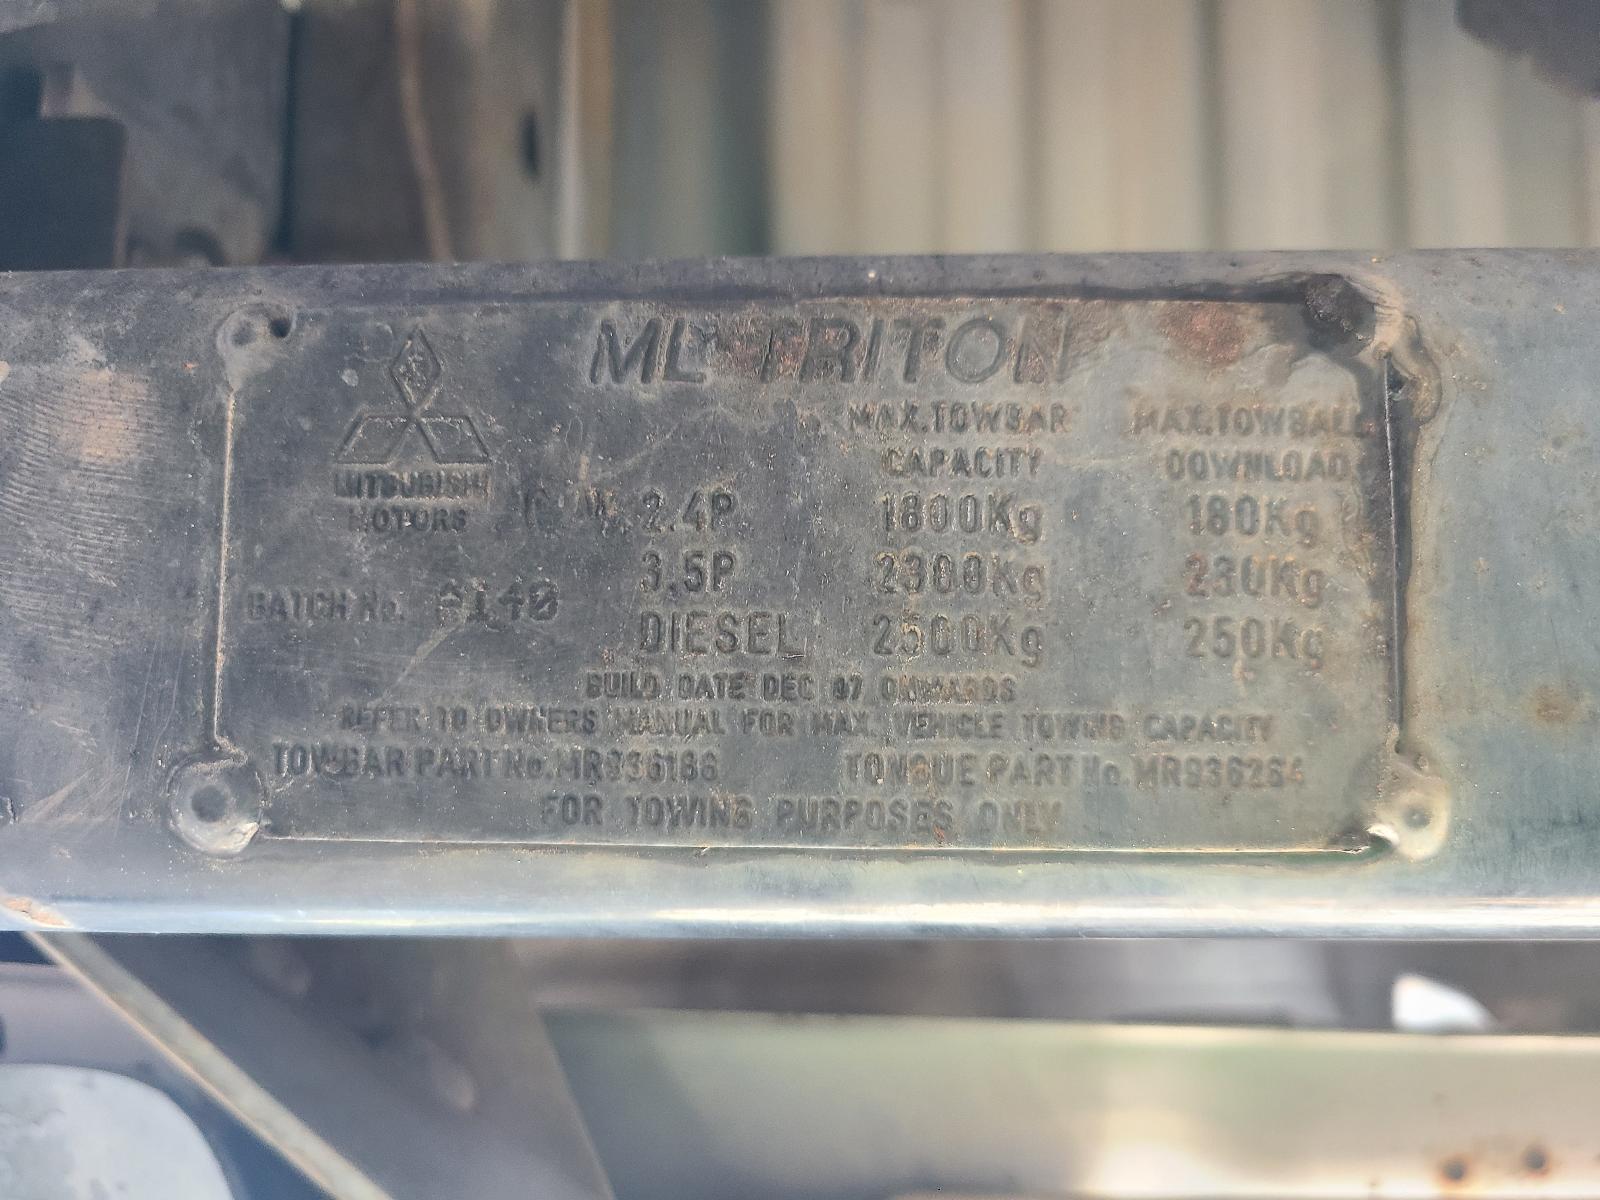 ML TRITON
MAX.TOWBAR MAX.TOWBALL
CAPACITY DOWNLOAD
MITSUBISHI
MOTORS
2.4P 1800Kg 180Kg
3.5P 2300Kg 230Kg
BATCH No. 140
DIESEL 2500Kg 250Kg
BUILD DATE DEC 07 ONWARDS
REFER TO OWNERS MANUAL FOR MAX. VEHICLE TOWING CAPACITY
TOWBAR PART No. MR936186 TONGUE PART No. MR936264
FOR TOWING PURPOSES ONLY